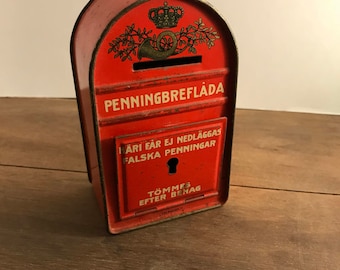 PENNINGBREFLÅDA
HÄRI FÅR EJ NEDLÄGGAS
FALSKA PENNINGAR
TÖMMES
EFTER BEHAG